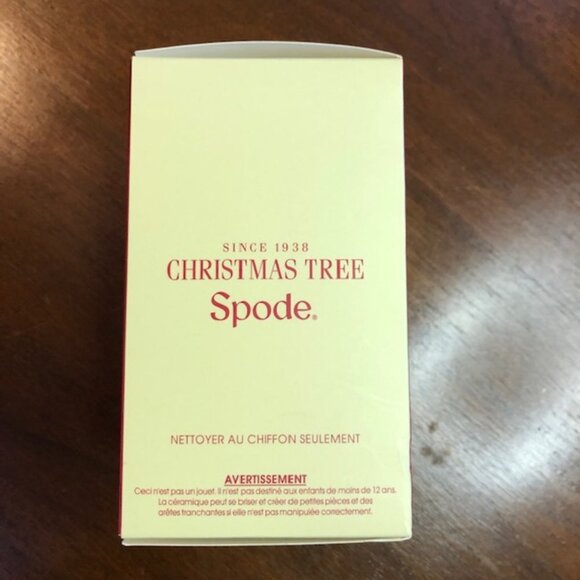 SINCE 1938
CHRISTMAS TREE
Spode®
NETTOYER AU CHIFFON SEULEMENT
AVERTISSEMENT
Ceci n'est pas un jouet. Il n'est pas destiné aux enfants de moins de 12 ans.
La céramique peut se briser et créer de petites pièces et des
arêtes tranchantes si elle n'est pas manipulée correctement.